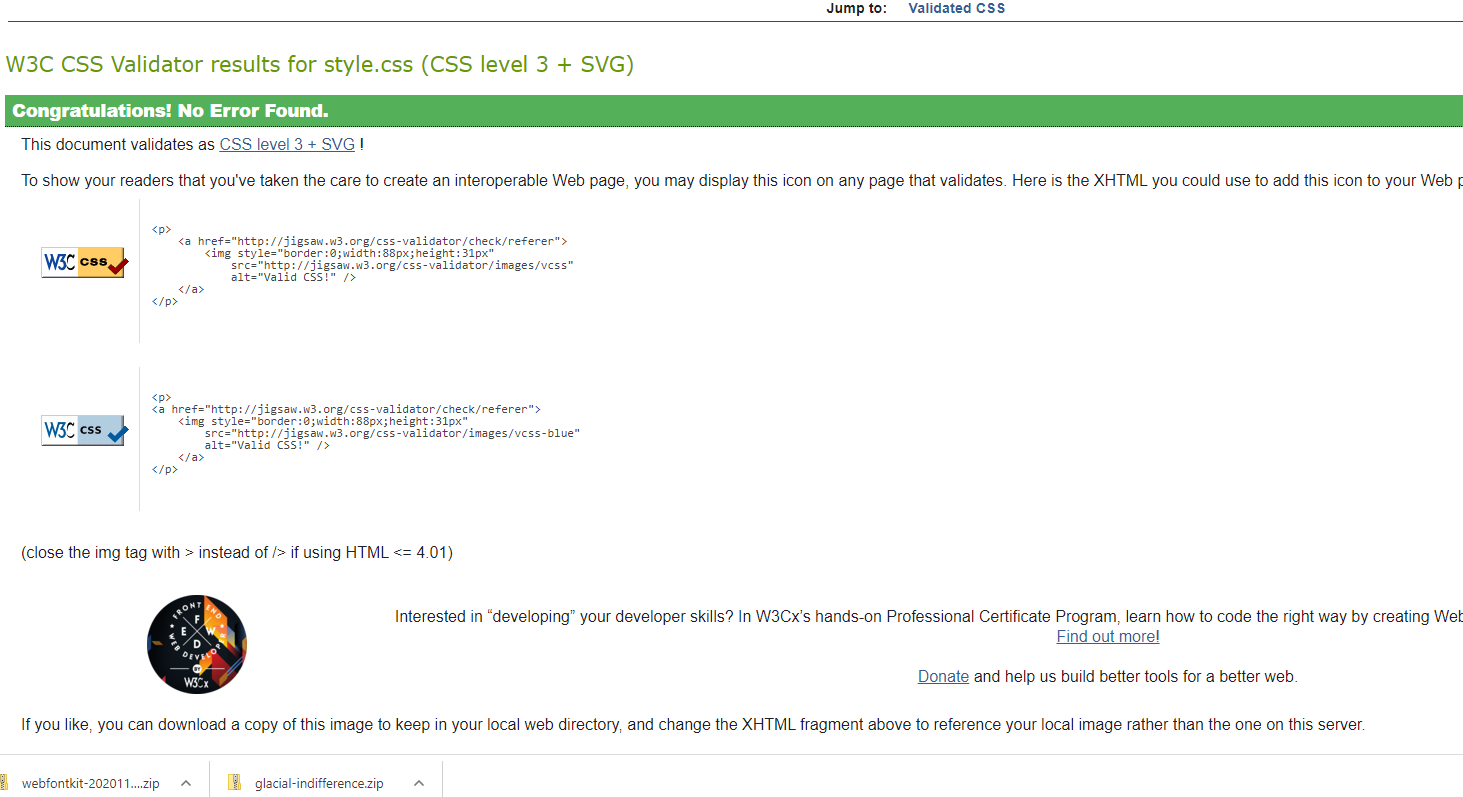 Jump to: Validated CSS
W3C CSS Validator results for style.css (CSS level 3 + SVG)
Congratulations! No Error Found.
This document validates as CSS level 3 + SVG !
To show your readers that you've taken the care to create an interoperable Web page, you may display this icon on any page that validates. Here is the XHTML you could use to add this icon to your Web p
W3C css
<p>
<a href="http://jigsaw.w3.org/css-validator/check/referer">
<img style="border:0;width:88px;height:31px"
src="http://jigsaw.w3.org/css-validator/images/vcss"
alt="Valid CSS!" />
</a>
</p>
W3C css
<p>
<a href="http://jigsaw.w3.org/css-validator/check/referer">
<img style="border:0;width:88px;height:31px"
src="http://jigsaw.w3.org/css-validator/images/vcss-blue"
alt="Valid CSS!" />
</a>
</p>
(close the img tag with > instead of /> if using HTML <= 4.01)
FRONT END
F
E W
D
WEB DEVELOPER
BY
W3Cx
Interested in “developing” your developer skills? In W3Cx’s hands-on Professional Certificate Program, learn how to code the right way by creating Web
Find out more!
Donate and help us build better tools for a better web.
If you like, you can download a copy of this image to keep in your local web directory, and change the XHTML fragment above to reference your local image rather than the one on this server.
webfontkit-202011....zip
glacial-indifference.zip